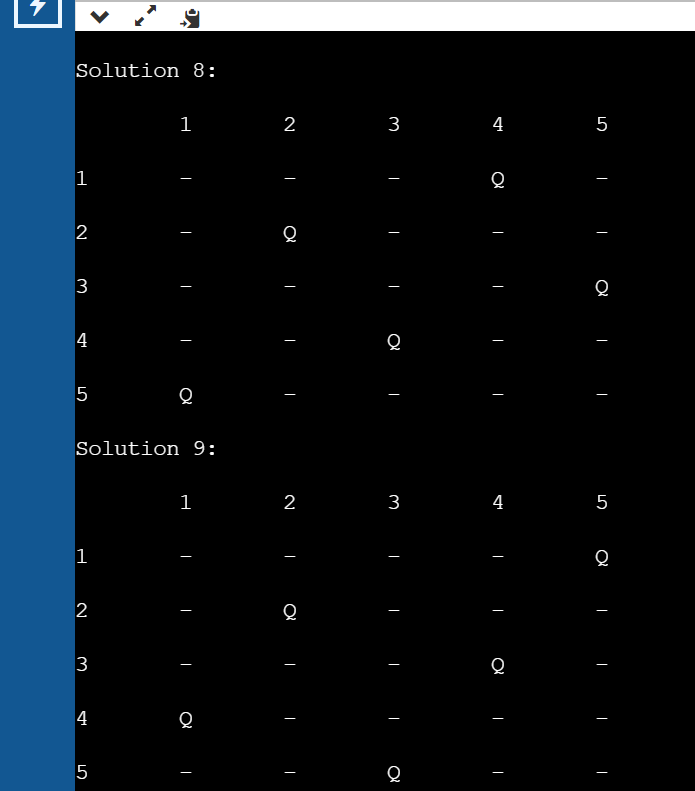 Solution 8:
1 2 3 4 5
1 - - - Q -
2 - Q - - -
3 - - - - Q
4 - - Q - -
5 Q - - - -
Solution 9:
1 2 3 4 5
1 - - - - Q
2 - Q - - -
3 - - - Q -
4 Q - - - -
5 - - Q - -